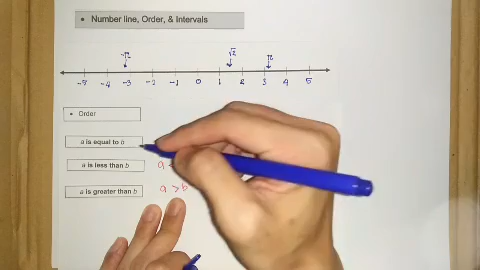 • Number line, Order, & Intervals
√2
-5 -4 -3 -2 -1 0 1 2 3 4 5
• Order
a is equal to b
a is less than b a <
a is greater than b a > b